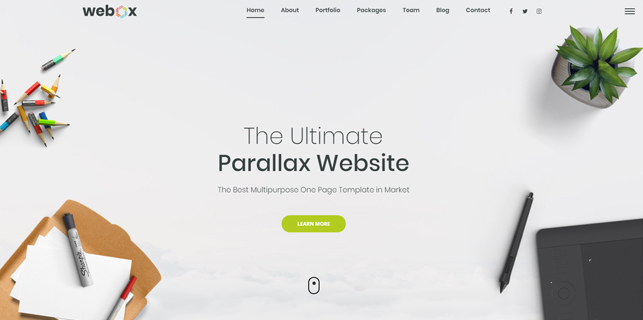 webox
Home About Portfolio Packages Team Blog Contact
The Ultimate
Parallax Website
The Best Multipurpose One Page Template in Market
LEARN MORE
Sharpie